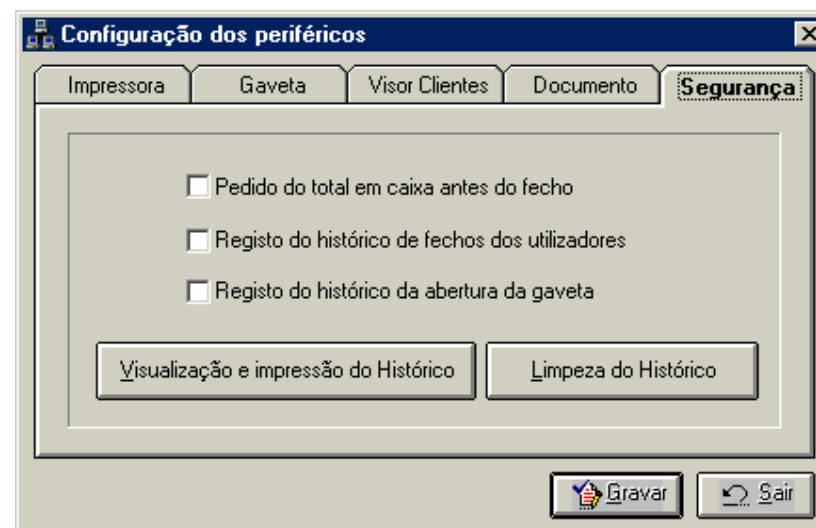 Configuração dos periféricos
Impressora Gaveta Visor Clientes Documento Segurança
Pedido do total em caixa antes do fecho
Registo do histórico de fechos dos utilizadores
Registo do histórico da abertura da gaveta
Visualização e impressão do Histórico Limpeza do Histórico
Gravar Sair